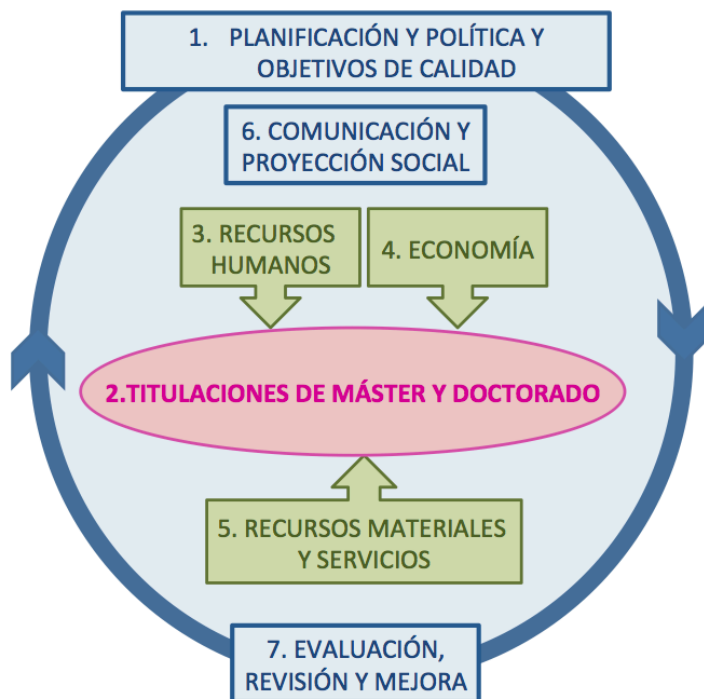 1. PLANIFICACIÓN Y POLÍTICA Y
OBJETIVOS DE CALIDAD
6. COMUNICACIÓN Y
PROYECCIÓN SOCIAL
3. RECURSOS
HUMANOS
4. ECONOMÍA
2.TITULACIONES DE MÁSTER Y DOCTORADO
5. RECURSOS MATERIALES
Y SERVICIOS
7. EVALUACIÓN,
REVISIÓN Y MEJORA